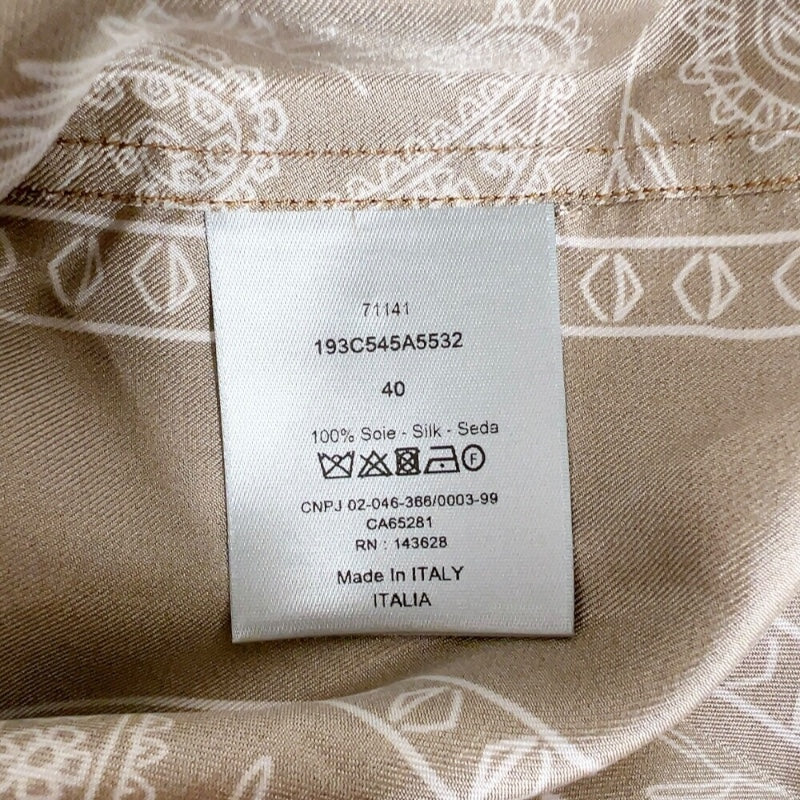 71141
193C545A5532
40
100% Soie - Silk - Seda
F
CNPJ 02-046-366/0003-99
CA65281
RN : 143628
Made In ITALY
ITALIA